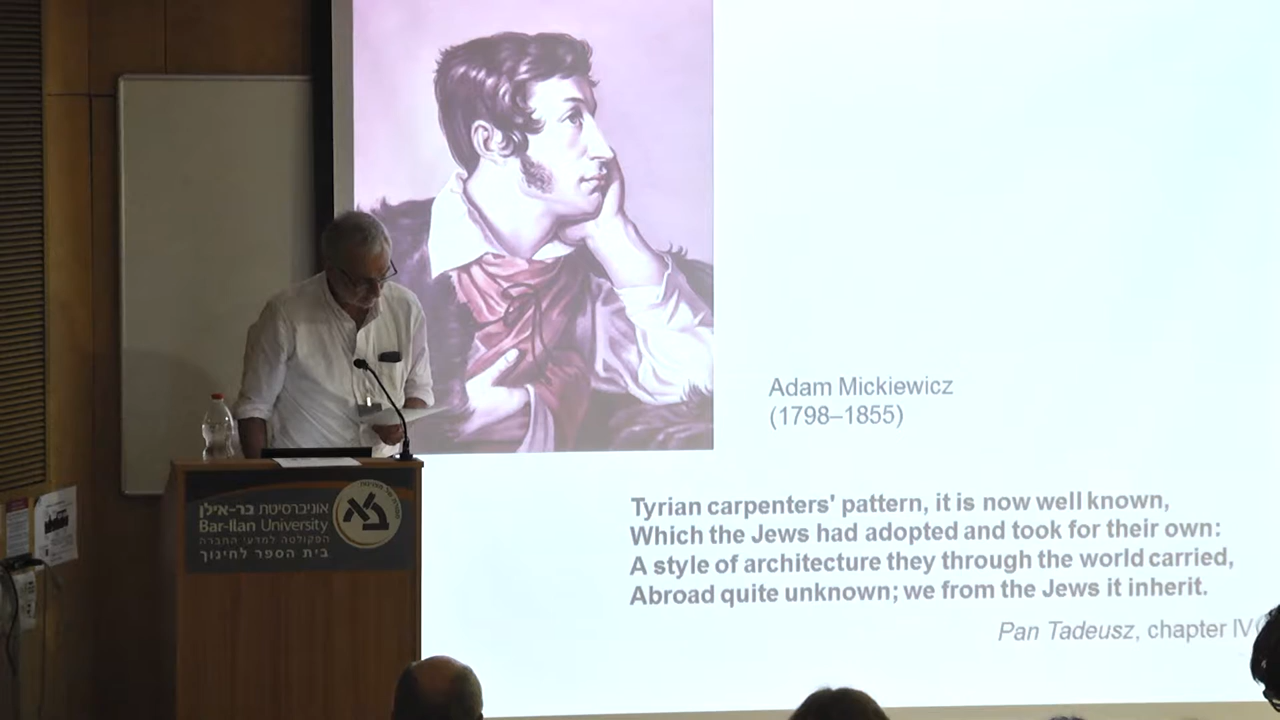 Adam Mickiewicz
(1798–1855)
Tyrian carpenters' pattern, it is now well known,
Which the Jews had adopted and took for their own:
A style of architecture they through the world carried,
Abroad quite unknown; we from the Jews it inherit.
Pan Tadeusz, chapter IV
אוניברסיטת בר-אילן
Bar-Ilan University
הפקולטה למדעי החברה
בית הספר לחינוך